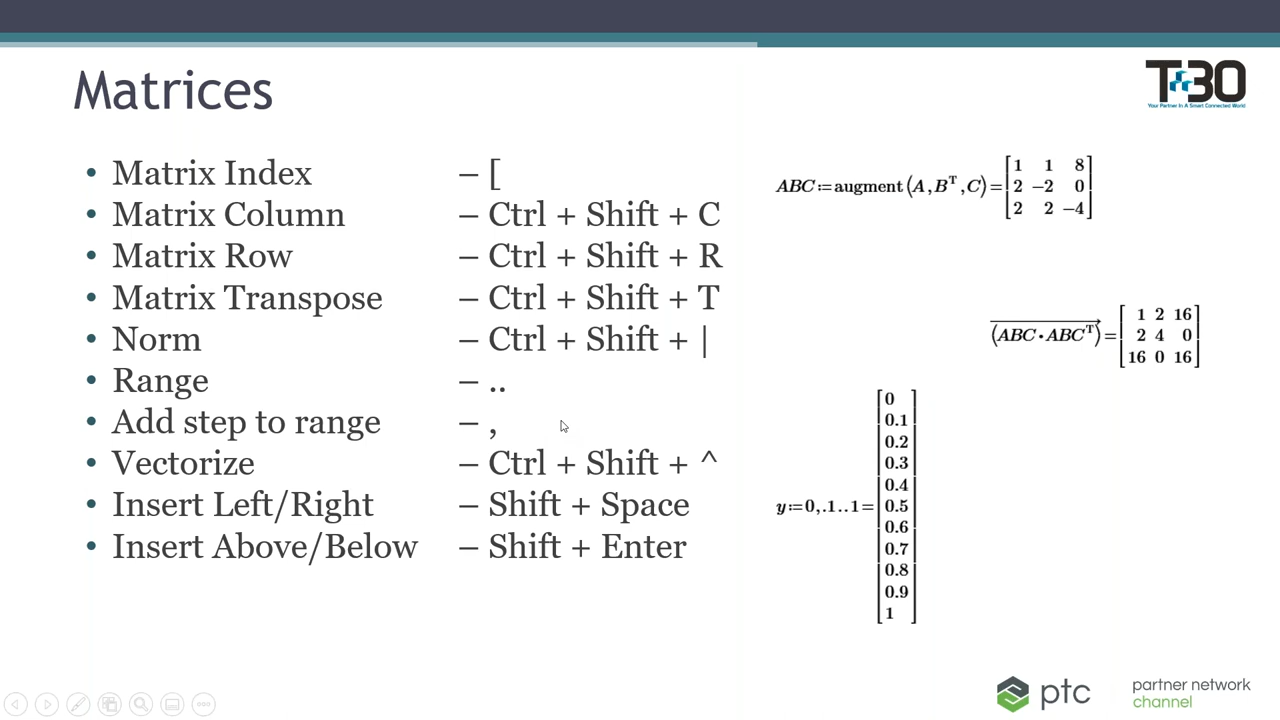 Matrices
T30
Your Partner In A Smart Connected World
• Matrix Index – [
• Matrix Column – Ctrl + Shift + C
• Matrix Row – Ctrl + Shift + R
• Matrix Transpose – Ctrl + Shift + T
• Norm – Ctrl + Shift + |
• Range – ..
• Add step to range – ,
• Vectorize – Ctrl + Shift + ^
• Insert Left/Right – Shift + Space
• Insert Above/Below – Shift + Enter
ABC:=augment(A,Bᵀ,C)=
1 1 8
2 −2 0
2 2 −4
(ABC·ABCᵀ)=
1 2 16
2 4 0
16 0 16
y:=0,.1..1=
0
0.1
0.2
0.3
0.4
0.5
0.6
0.7
0.8
0.9
1
ptc
partner network
channel